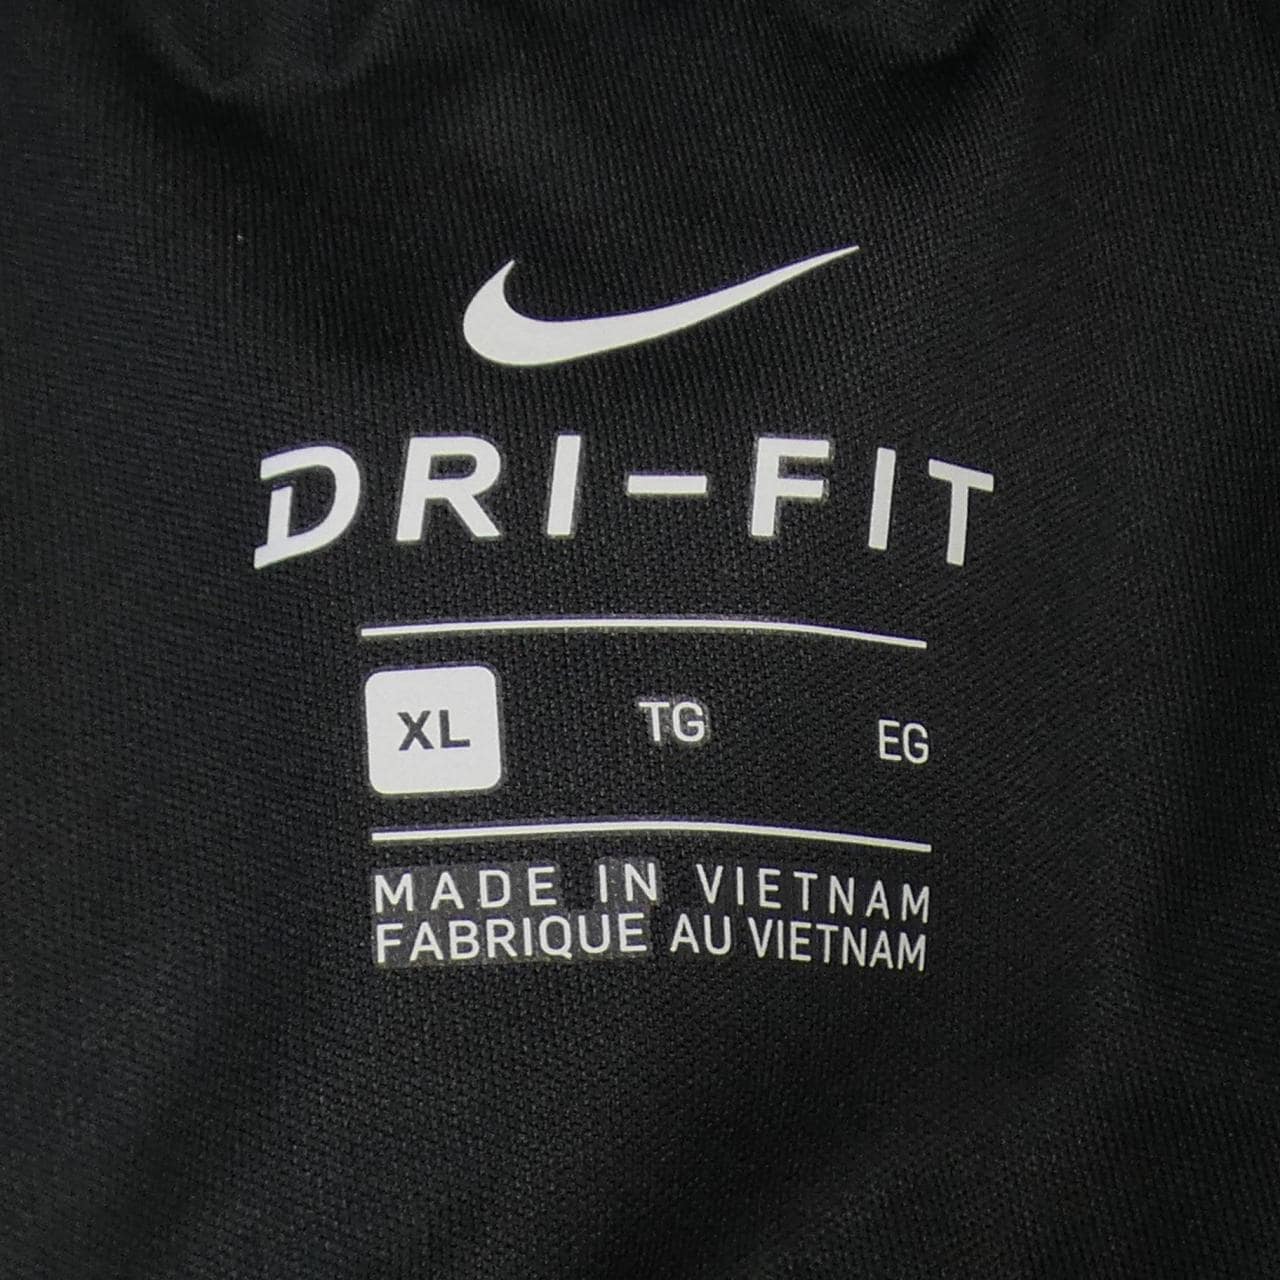 DRI-FIT
XL TG EG
MADE IN VIETNAM
FABRIQUE AU VIETNAM